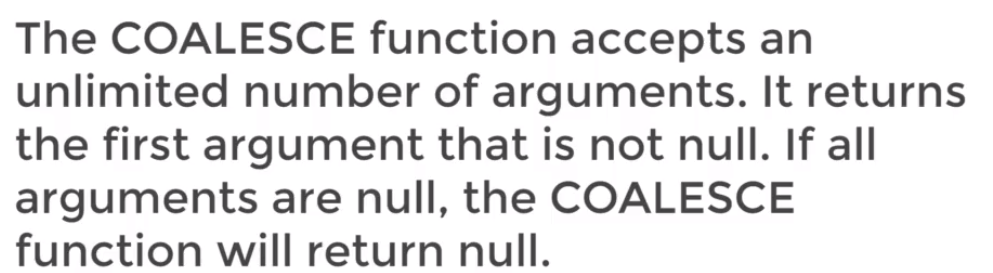 The COALESCE function accepts an
unlimited number of arguments. It returns
the first argument that is not null. If all
arguments are null, the COALESCE
function will return null.